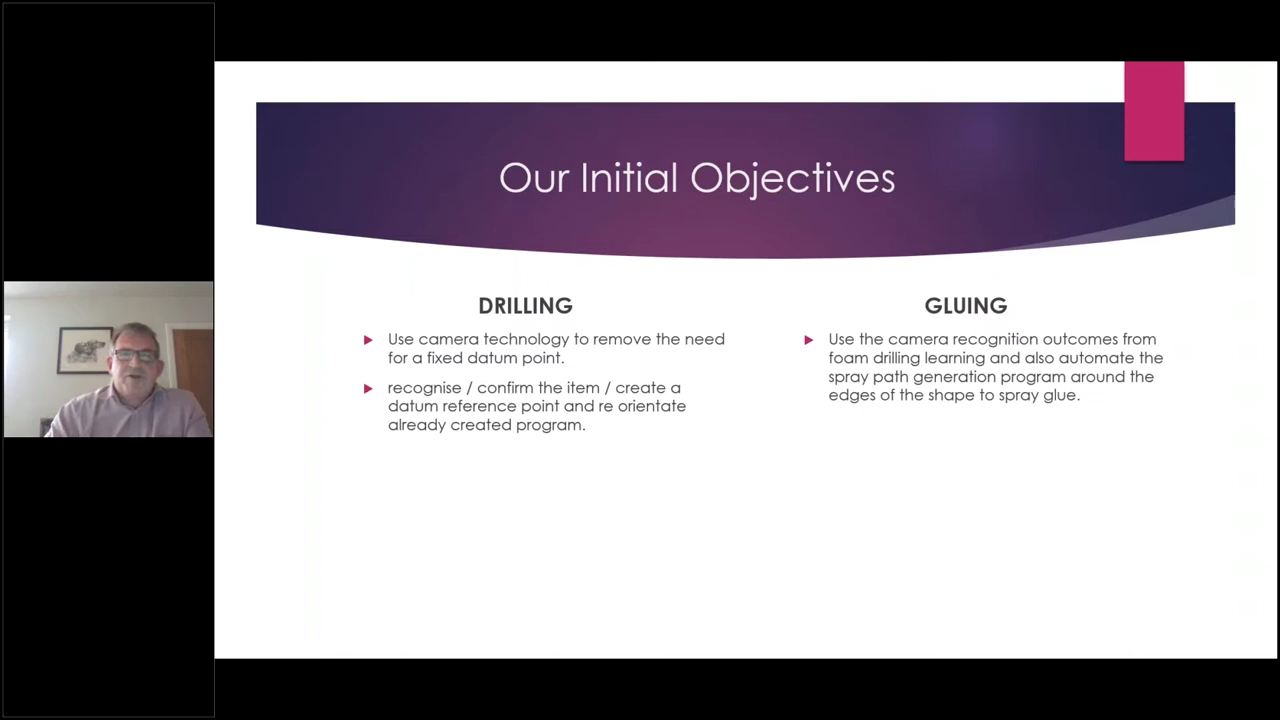 Our Initial Objectives
DRILLING
Use camera technology to remove the need
for a fixed datum point.
recognise / confirm the item / create a
datum reference point and re orientate
already created program.
GLUING
Use the camera recognition outcomes from
foam drilling learning and also automate the
spray path generation program around the
edges of the shape to spray glue.